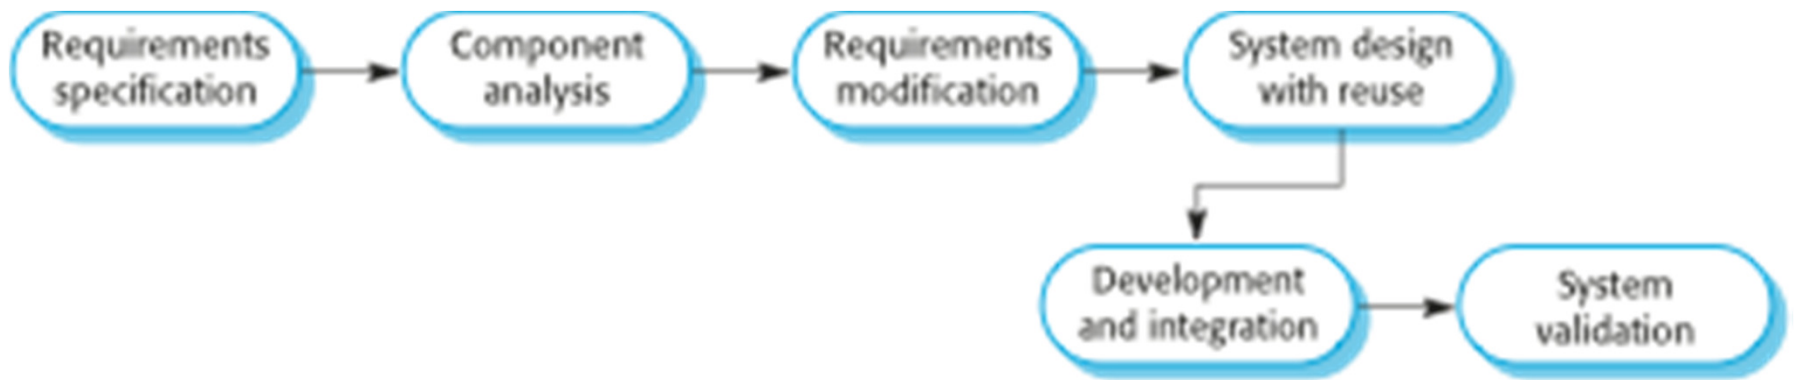 Requirements
specification
Component
analysis
Requirements
modification
System design
with reuse
Development
and integration
System
validation